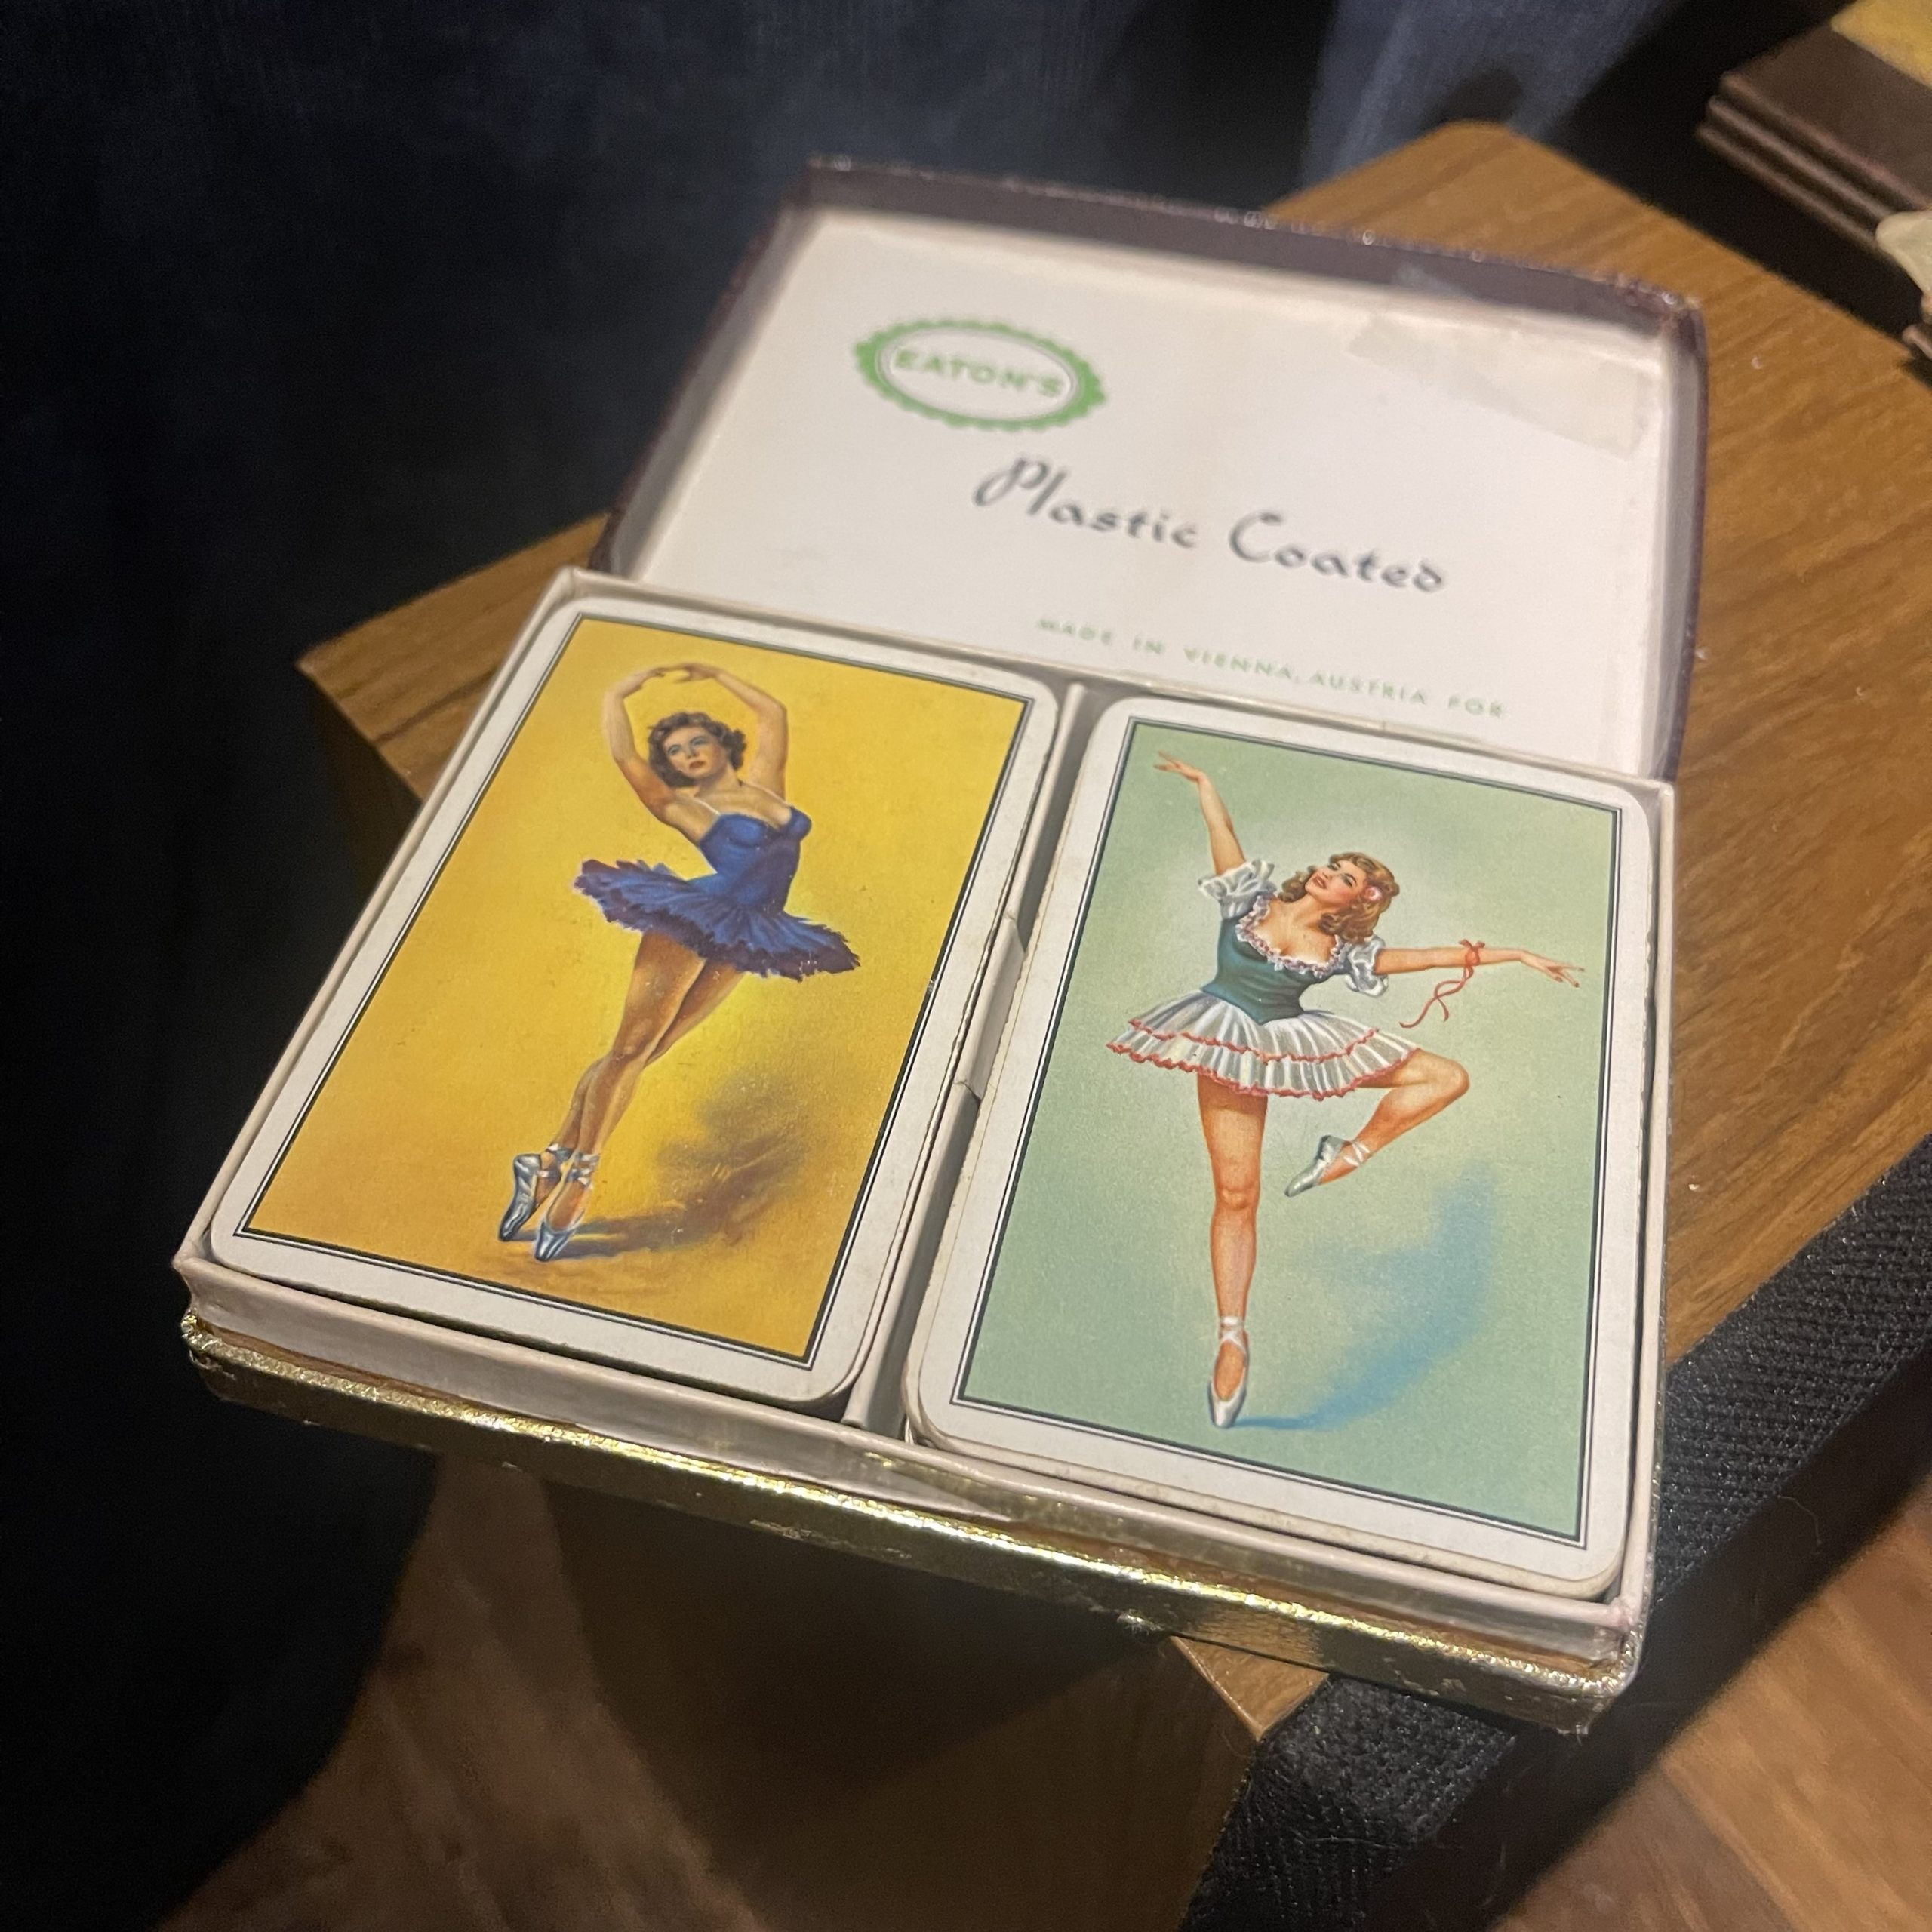 EATON'S
Plastic Coated
MADE IN VIENNA, AUSTRIA FOR